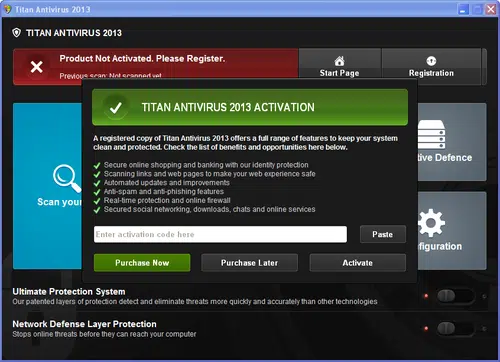 Titan Antivirus 2013
TITAN ANTIVIRUS 2013
Product Not Activated. Please Register.
Previous scan: Not scanned yet
Start Page
Registration
TITAN ANTIVIRUS 2013 ACTIVATION
A registered copy of Titan Antivirus 2013 offers a full range of features to keep your system
clean and protected. Check the list of benefits and opportunities here below.
Secure online shopping and banking with our identity protection
Scanning links and web pages to make your web experience safe
Automated updates and improvements
Anti-spam and anti-phishing features
Real-time protection and online firewall
Secured social networking, downloads, chats and online services
Enter activation code here
Paste
Purchase Now
Purchase Later
Activate
Scan your
tive Defence
figuration
Ultimate Protection System
Our patented layers of protection detect and eliminate threats more quickly and accurately than other technologies
Network Defense Layer Protection
Stops online threats before they can reach your computer